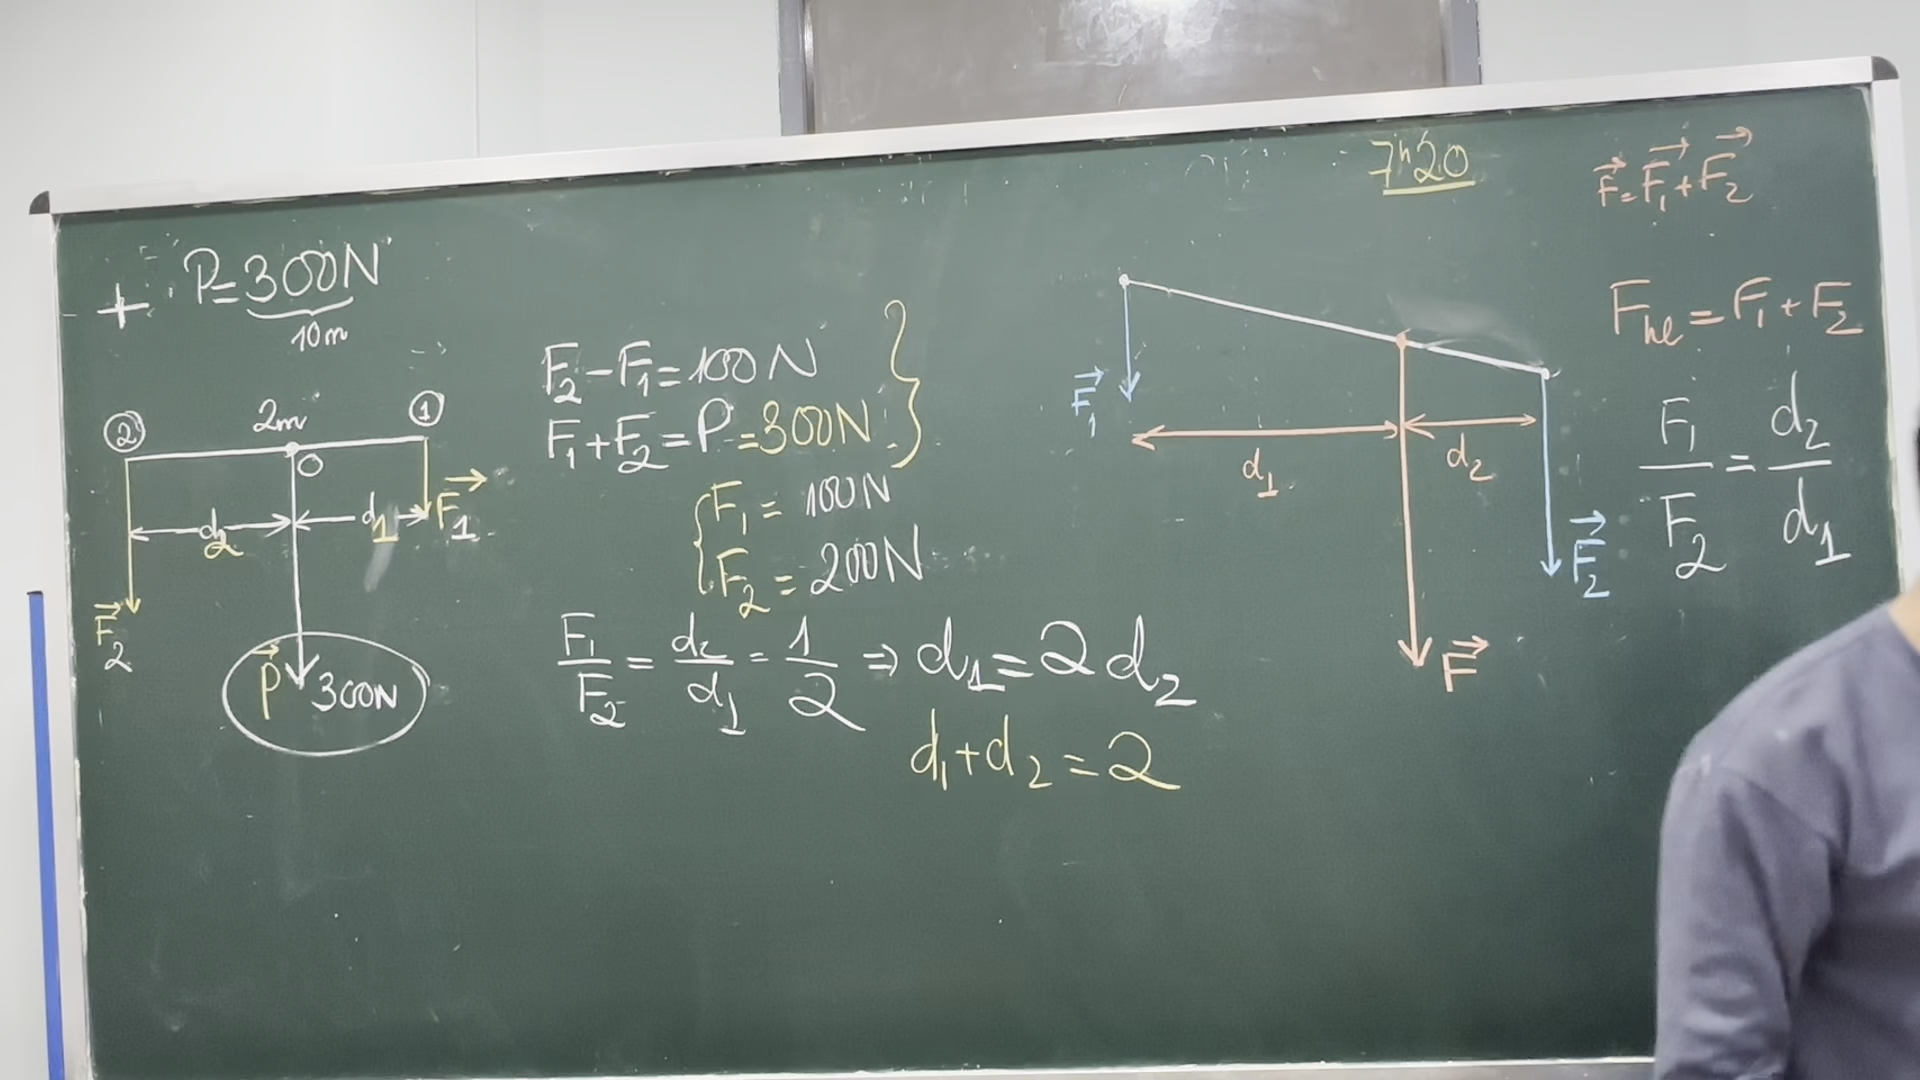 + P = 300N
10m
② 2m ①
O
d₂ d₁ F₁→
F₂→
P→ 300N
F₂ - F₁ = 100N
F₁ + F₂ = P = 300N
F₁ = 100N
F₂ = 200N
F₁/F₂ = d₂/d₁ = 1/2 ⇒ d₁ = 2d₂
d₁ + d₂ = 2
7h20
F₁→
d₁ d₂
F₂→
F→
F→ = F₁→ + F₂→
Fhl = F₁ + F₂
F₁/F₂ = d₂/d₁